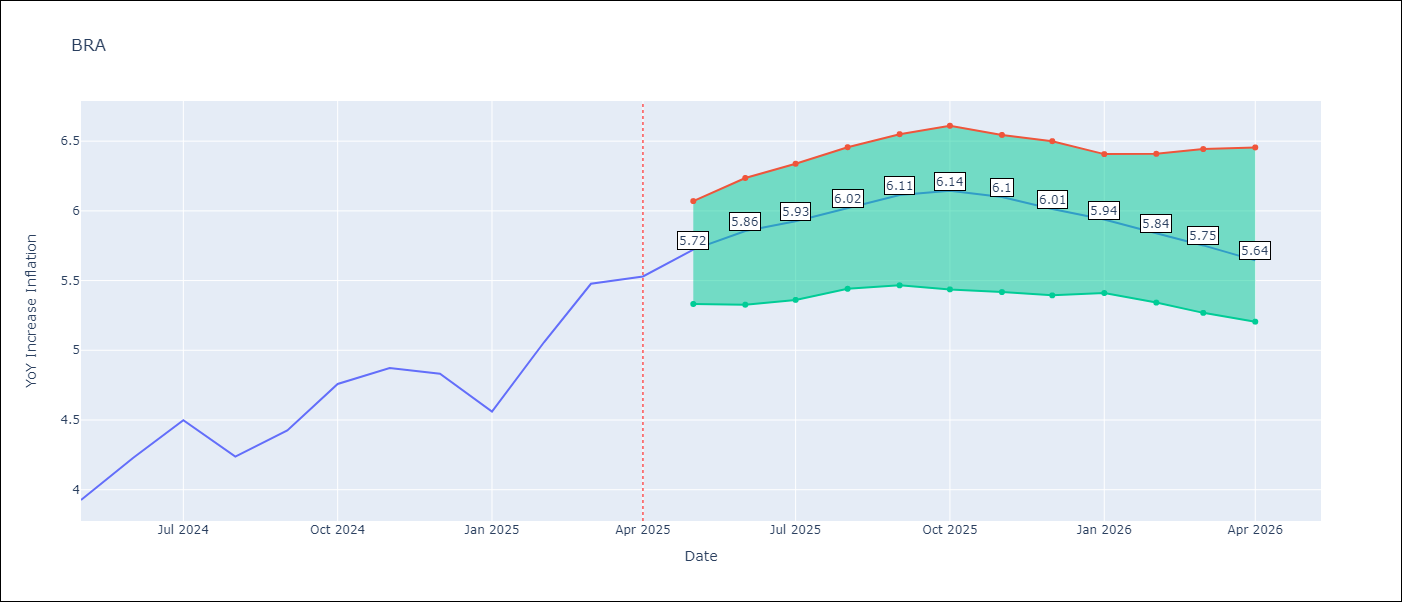 BRA
YoY Increase Inflation
6.5
6
5.5
5
4.5
4
5.72
5.86
5.93
6.02
6.11
6.14
6.1
6.01
5.94
5.84
5.75
5.64
Jul 2024
Oct 2024
Jan 2025
Apr 2025
Jul 2025
Oct 2025
Jan 2026
Apr 2026
Date